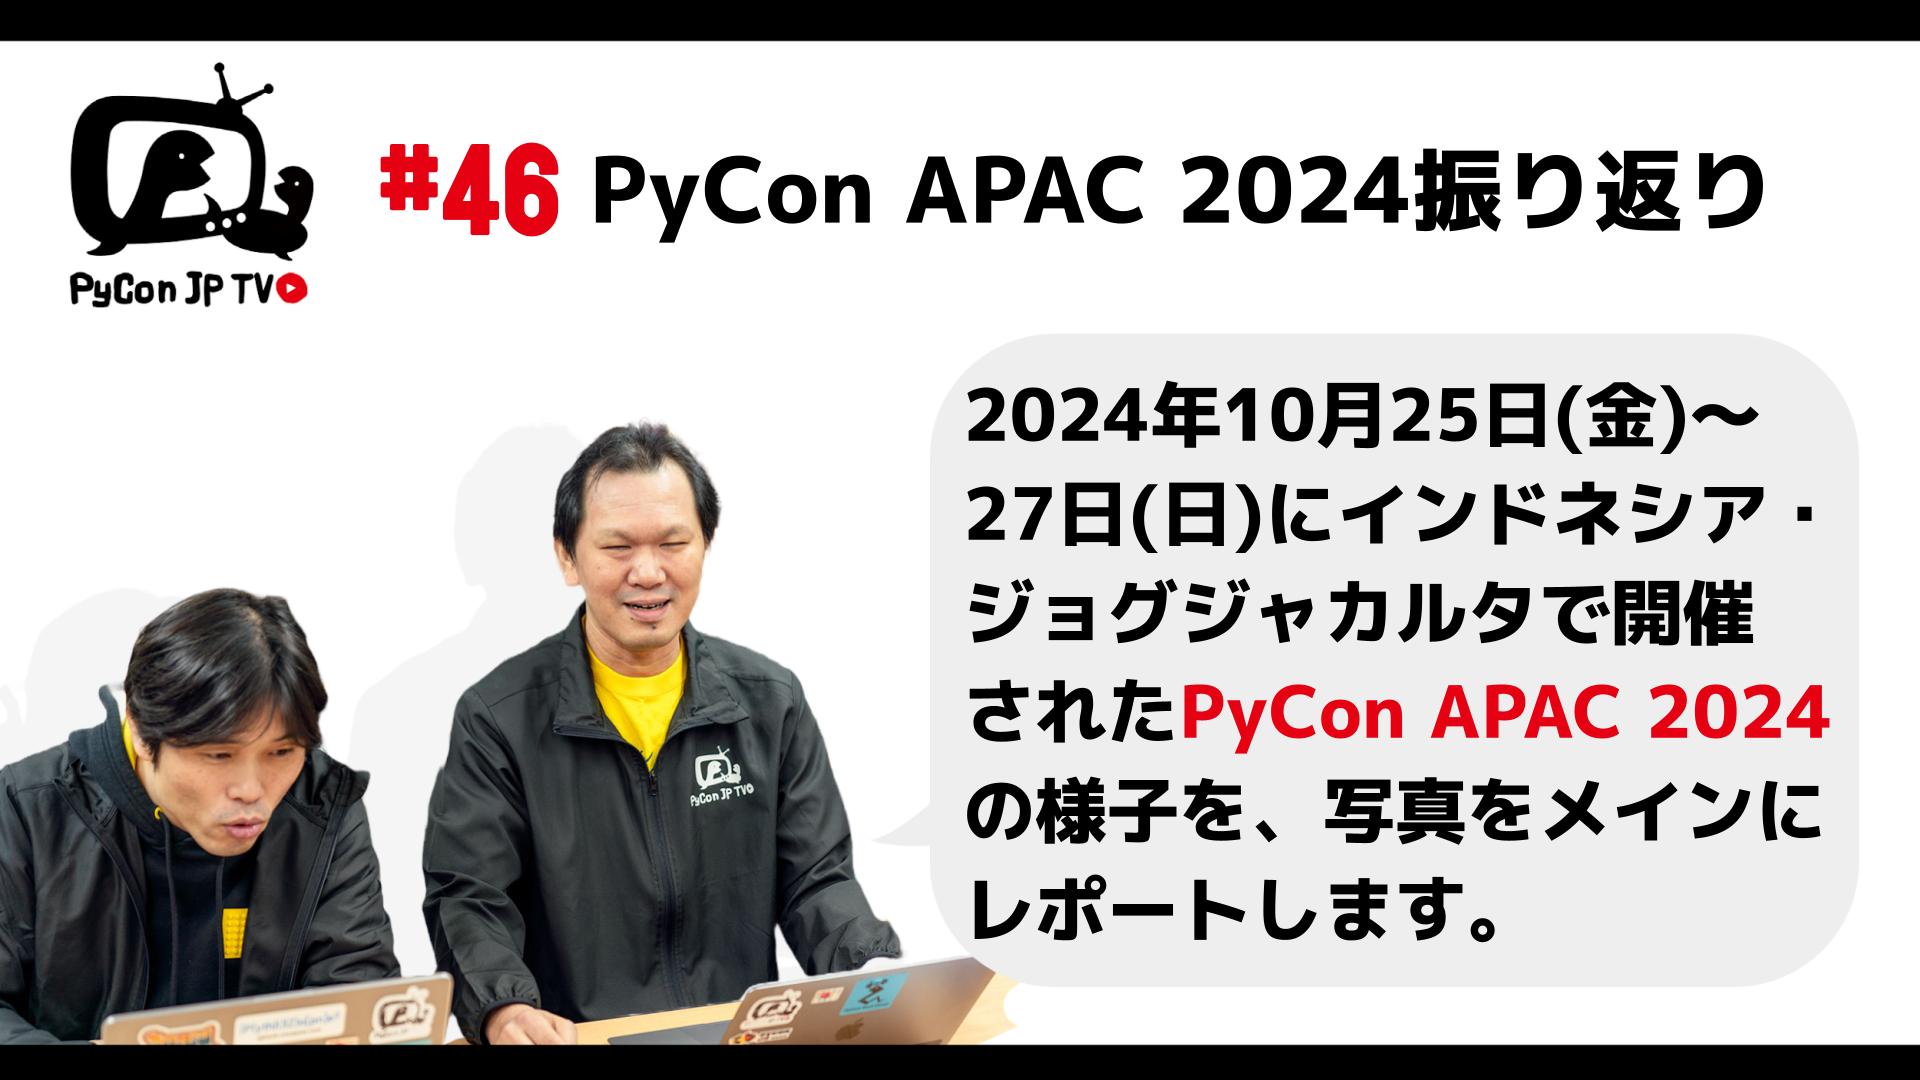 #46 PyCon APAC 2024振り返り
PyCon JP TV
2024年10月25日(金)〜
27日(日)にインドネシア・
ジョグジャカルタで開催
されたPyCon APAC 2024
の様子を、写真をメインに
レポートします。
PyCon JP TV
PyCon JP